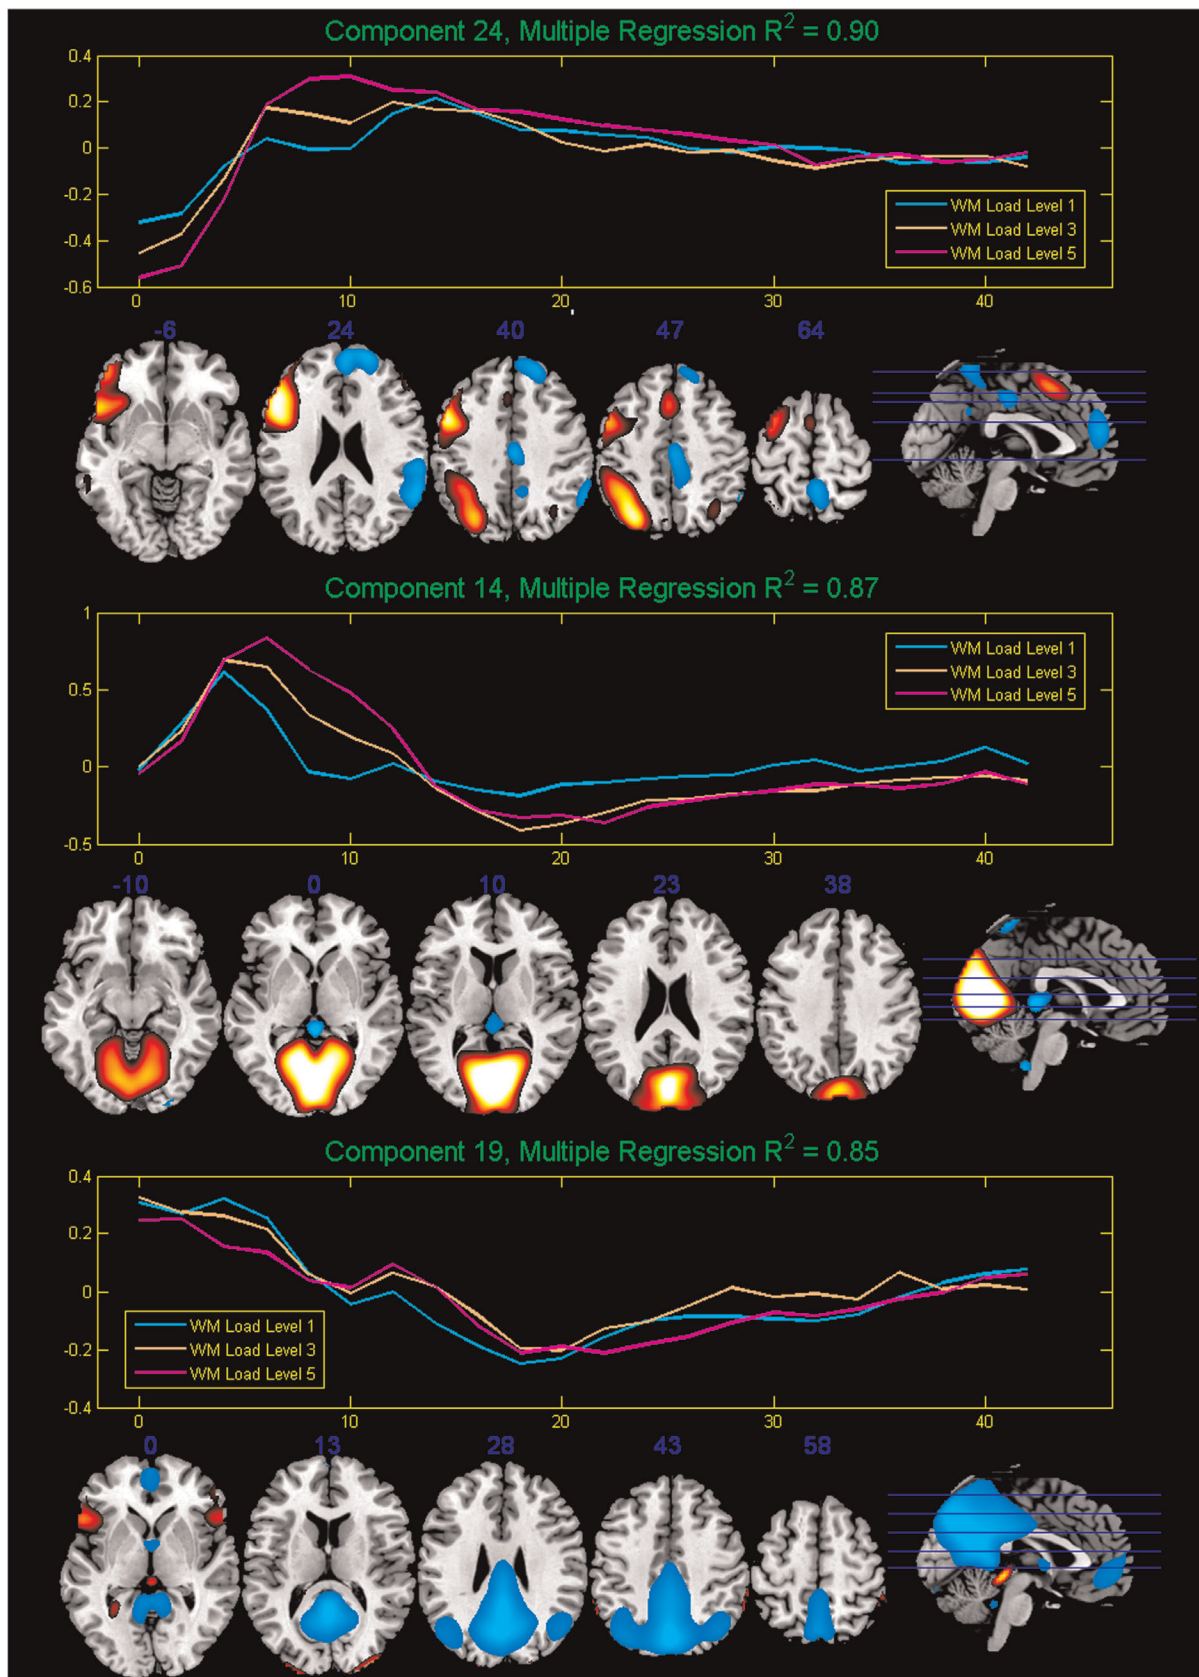 Component 24, Multiple Regression R² = 0.90
0.4
0.2
0
-0.2
-0.4
-0.6
WM Load Level 1
WM Load Level 3
WM Load Level 5
0 10 20 30 40
-6 24 40 47 64
Component 14, Multiple Regression R² = 0.87
1
0.5
0
-0.5
WM Load Level 1
WM Load Level 3
WM Load Level 5
0 10 20 30 40
-10 0 10 23 38
Component 19, Multiple Regression R² = 0.85
0.4
0.2
0
-0.2
-0.4
WM Load Level 1
WM Load Level 3
WM Load Level 5
0 10 20 30 40
0 13 28 43 58